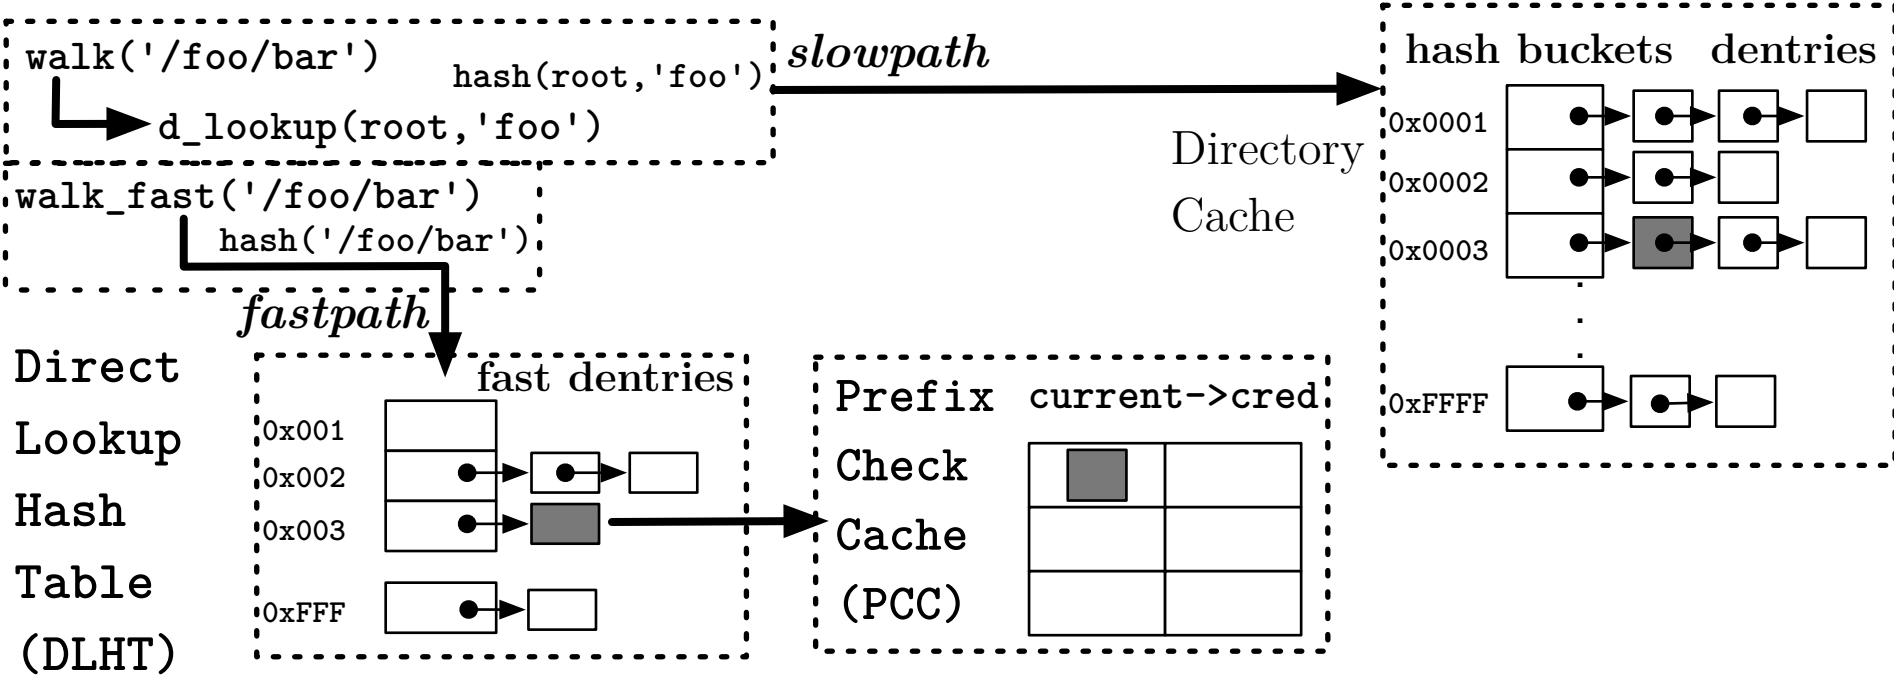 walk('/foo/bar')
hash(root,'foo')
d_lookup(root,'foo')
slowpath
walk_fast('/foo/bar')
hash('/foo/bar')
fastpath
Directory
Cache
hash buckets dentries
0x0001
0x0002
0x0003
.
.
.
0xFFFF
Direct
Lookup
Hash
Table
(DLHT)
fast dentries
0x001
0x002
0x003
0xFFF
Prefix
Check
Cache
(PCC)
current->cred